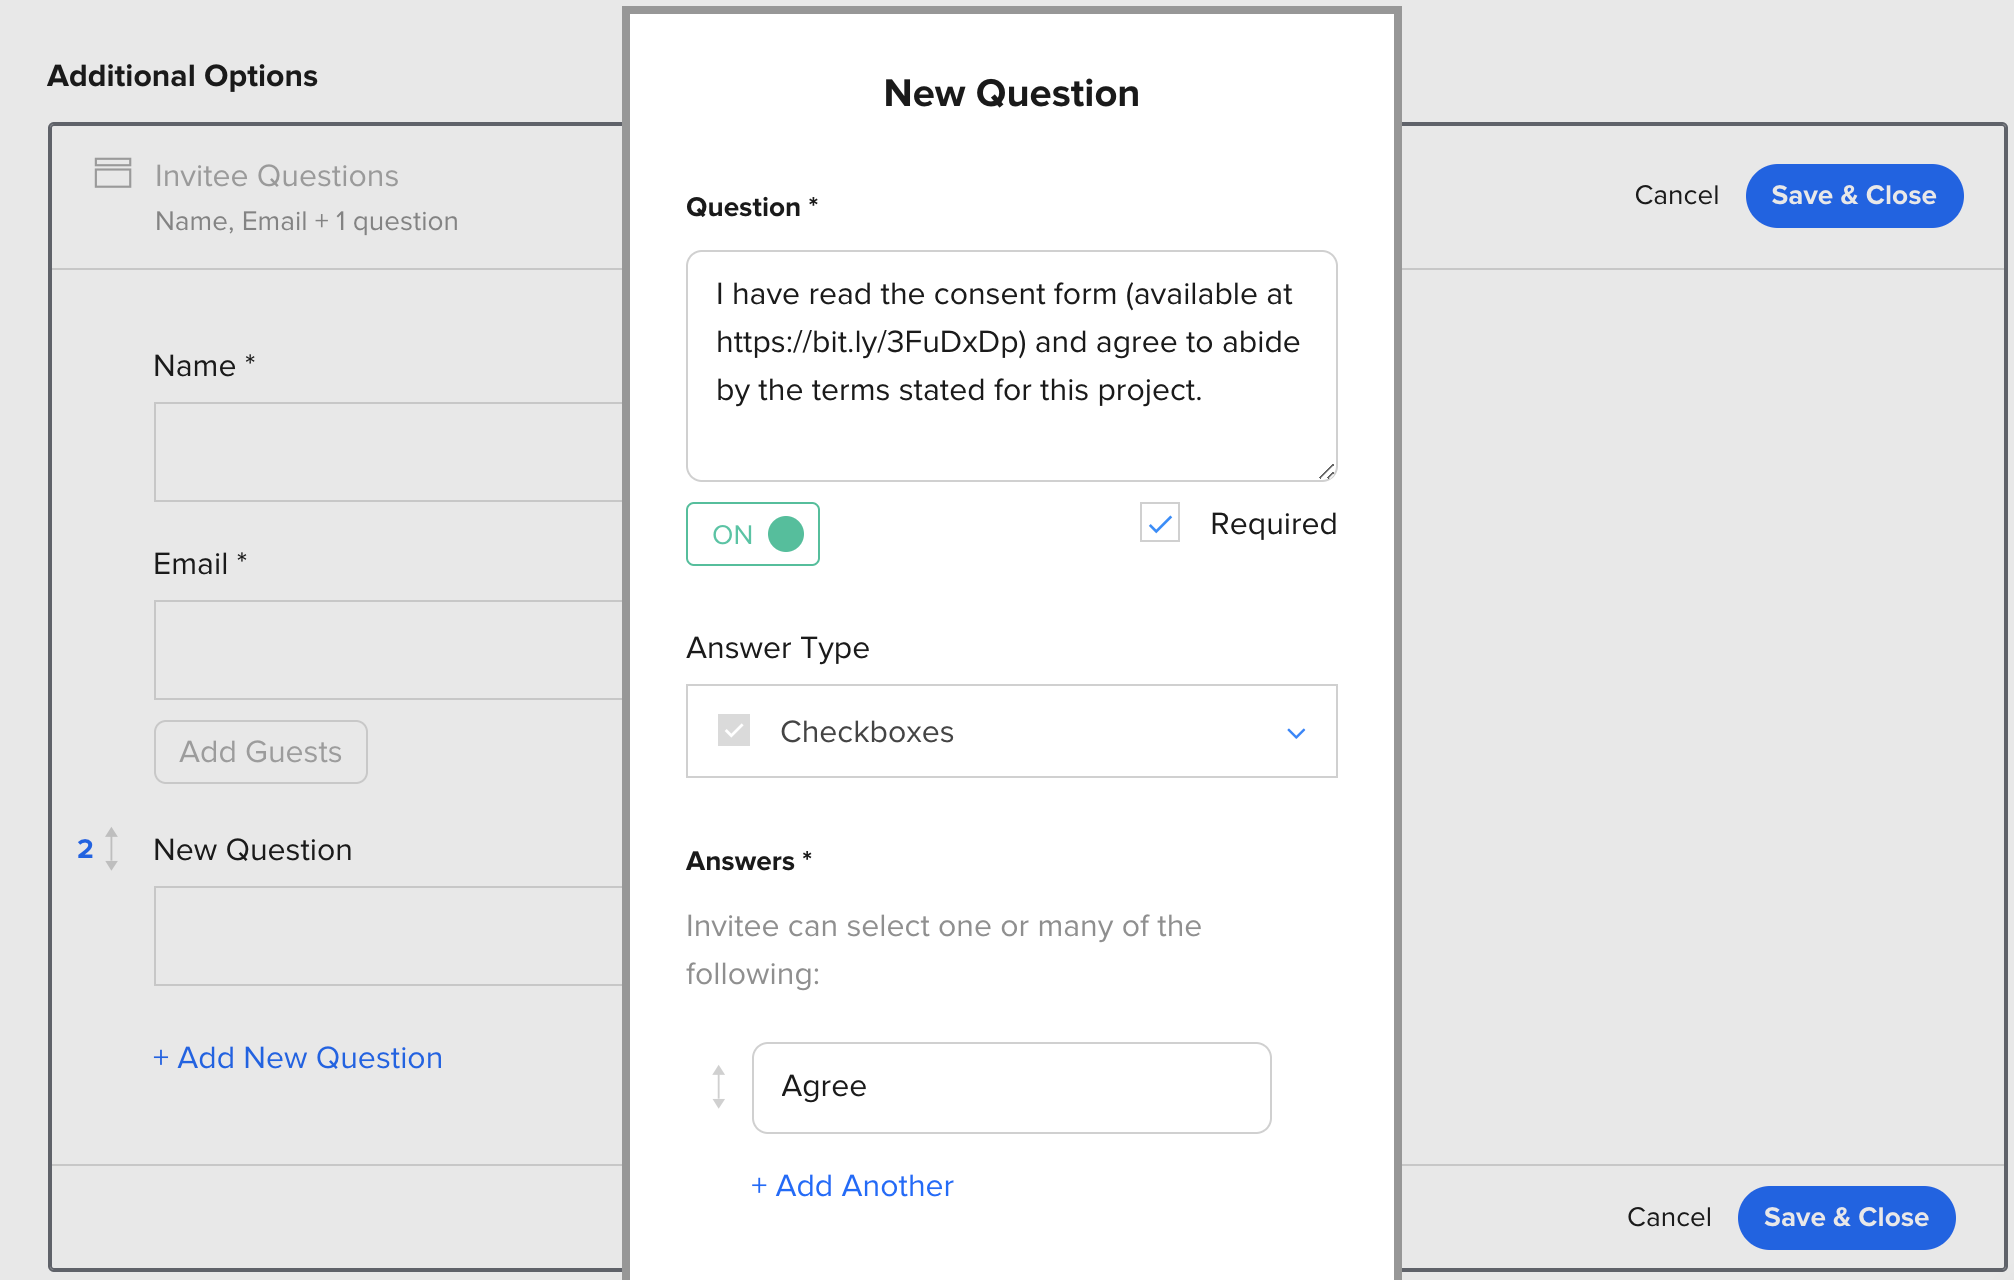 Additional Options
Invitee Questions
Name, Email + 1 question
Cancel
Save & Close
Name *
Email *
Add Guests
2
New Question
+ Add New Question
New Question
Question *
I have read the consent form (available at
https://bit.ly/3FuDxDp) and agree to abide
by the terms stated for this project.
ON
Required
Answer Type
Checkboxes
Answers *
Invitee can select one or many of the
following:
Agree
+ Add Another
Cancel
Save & Close